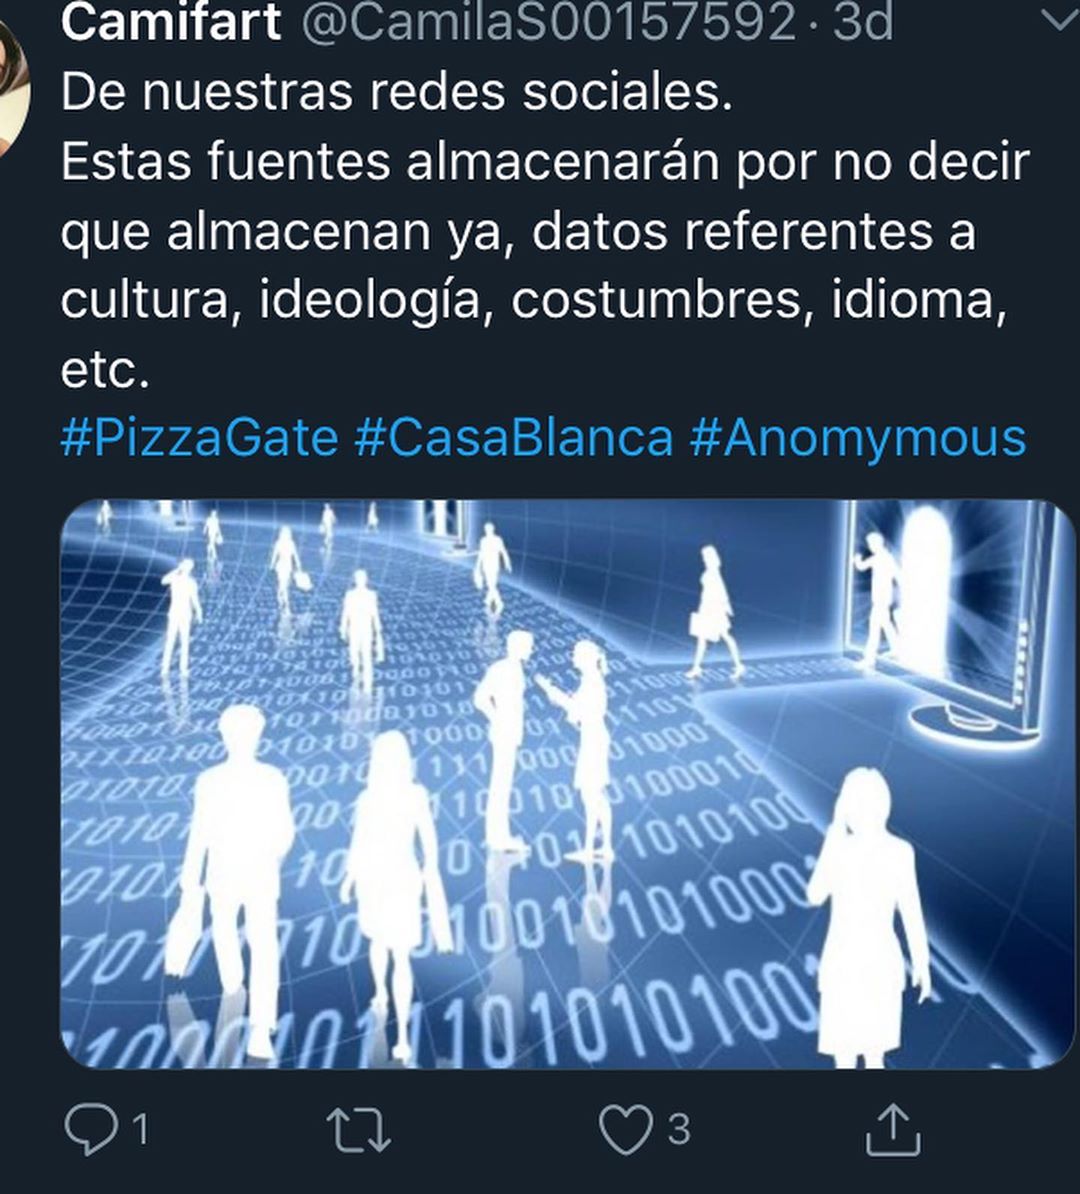 Camifart @CamilaS00157592 · 3d
De nuestras redes sociales.
Estas fuentes almacenarán por no decir
que almacenan ya, datos referentes a
cultura, ideología, costumbres, idioma,
etc.
#PizzaGate #CasaBlanca #Anomymous
1 3